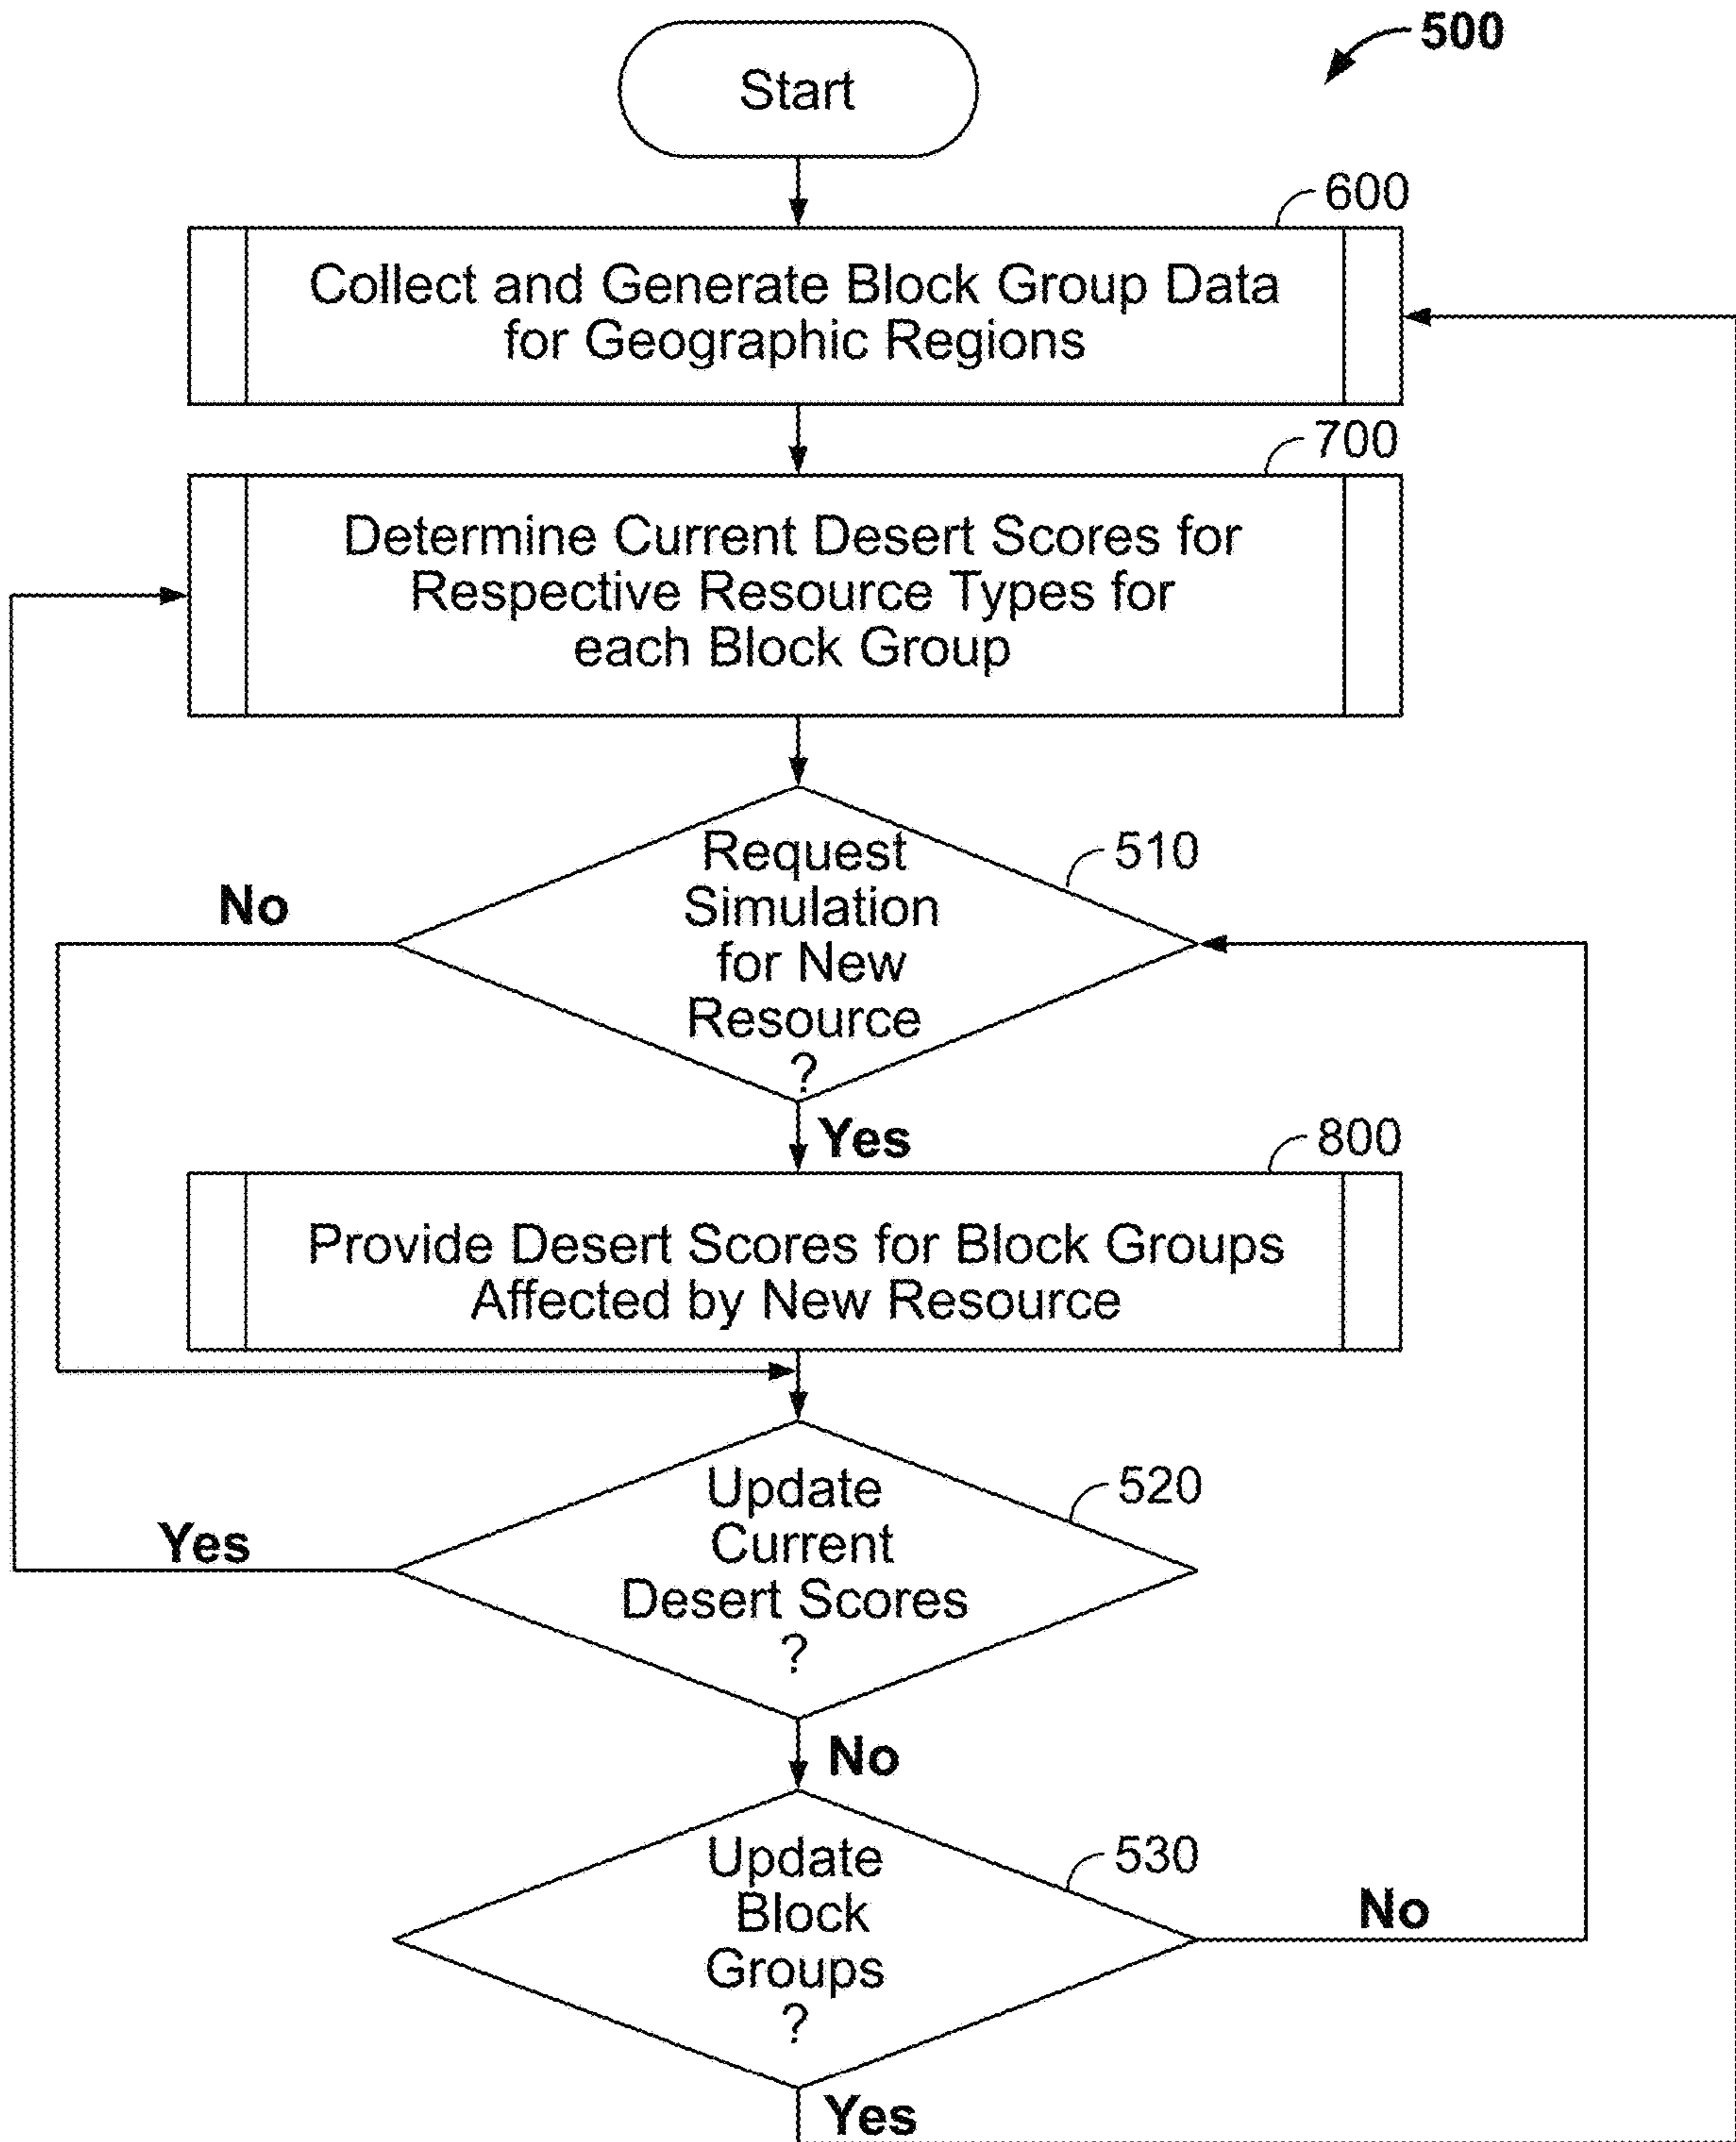 500
Start
600
Collect and Generate Block Group Data
for Geographic Regions
700
Determine Current Desert Scores for
Respective Resource Types for
each Block Group
510
Request
Simulation
for New
Resource
?
No
Yes
800
Provide Desert Scores for Block Groups
Affected by New Resource
520
Update
Current
Desert Scores
?
Yes
No
530
Update
Block
Groups
?
No
Yes